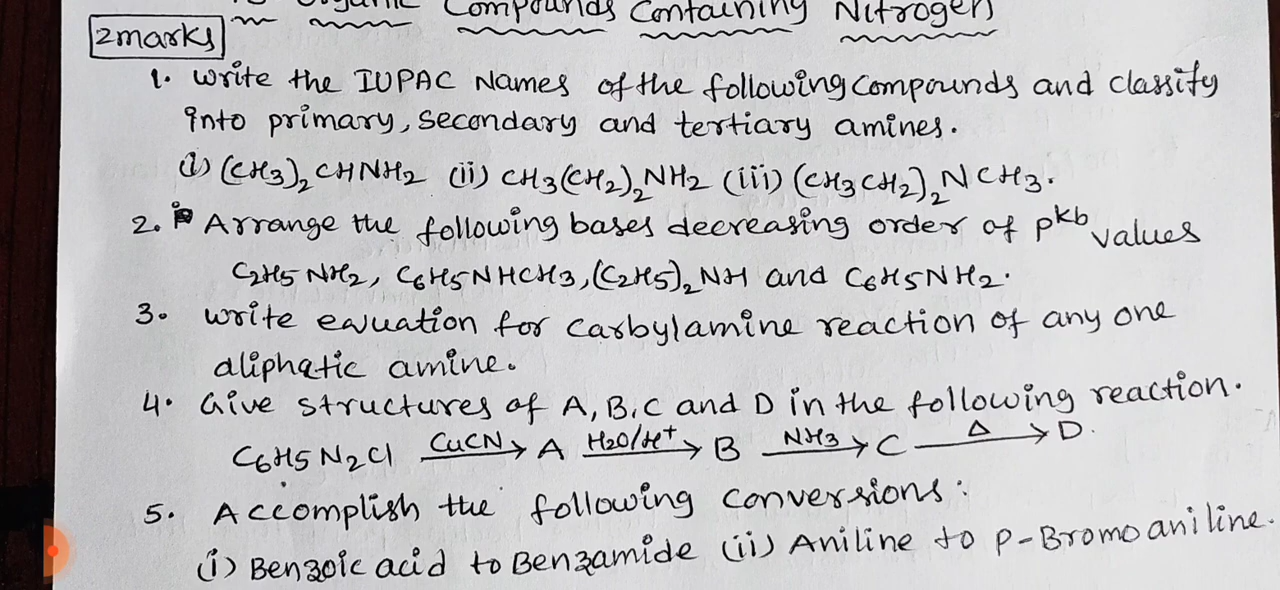 Organic Compounds Containing Nitrogen
2marks
1. Write the IUPAC Names of the following compounds and classify
into primary, secondary and tertiary amines.
(i) (CH3)2 CHNH2 (ii) CH3(CH2)2NH2 (iii) (CH3CH2)2NCH3.
2. Arrange the following bases decreasing order of pkb values
C2H5NH2, C6H5NHCH3, (C2H5)2NH and C6H5NH2.
3. Write evuation for carbylamine reaction of any one
aliphatic amine.
4. Give structures of A, B, C and D in the following reaction.
C6H5N2Cl CuCN→ A H2O/H+→ B NH3→ C Δ→ D.
5. Accomplish the following conversions:
(i) Benzoic acid to Benzamide (ii) Aniline to p-Bromoaniline.